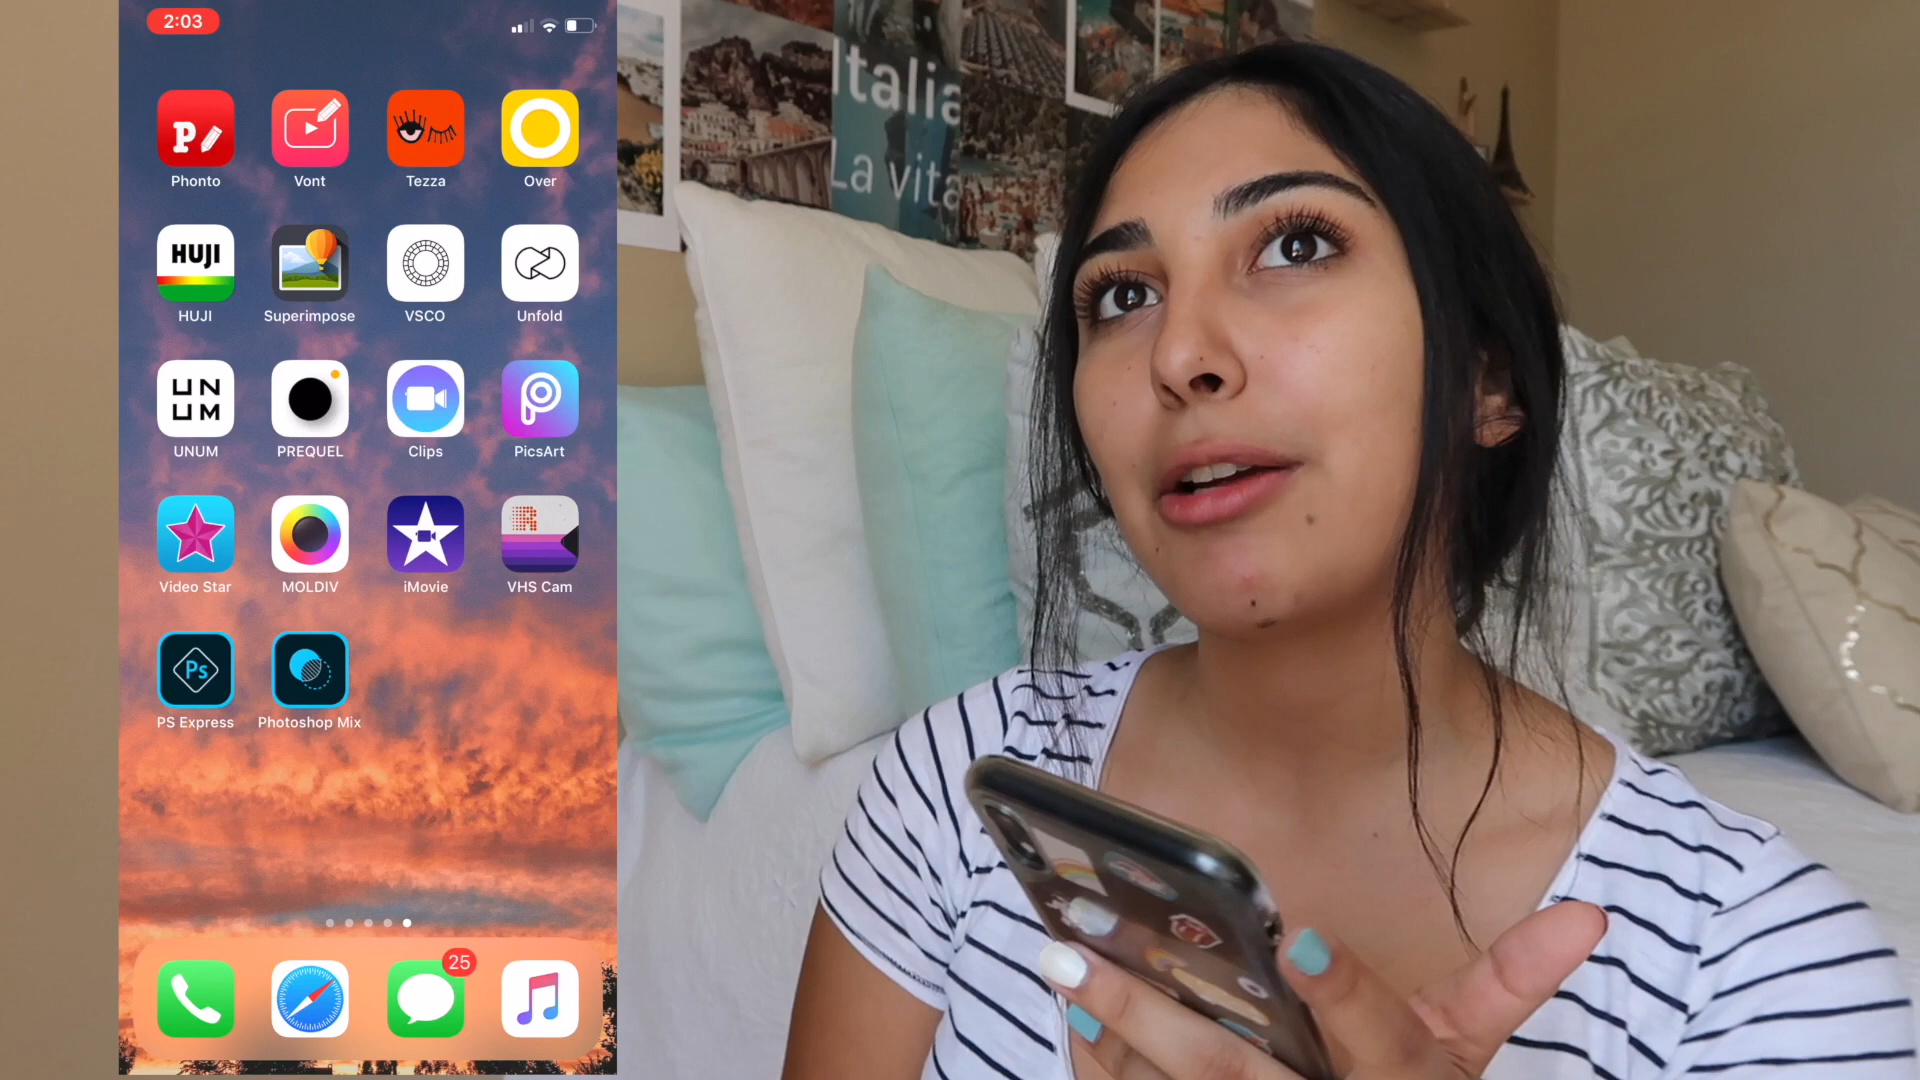 2:03
P
Phonto
Vont
Tezza
Over
HUJI
HUJI
Superimpose
VSCO
Unfold
UN
UM
UNUM
PREQUEL
Clips
PicsArt
Video Star
MOLDIV
iMovie
R
VHS Cam
Ps
PS Express
Photoshop Mix
25
Italia
La vita